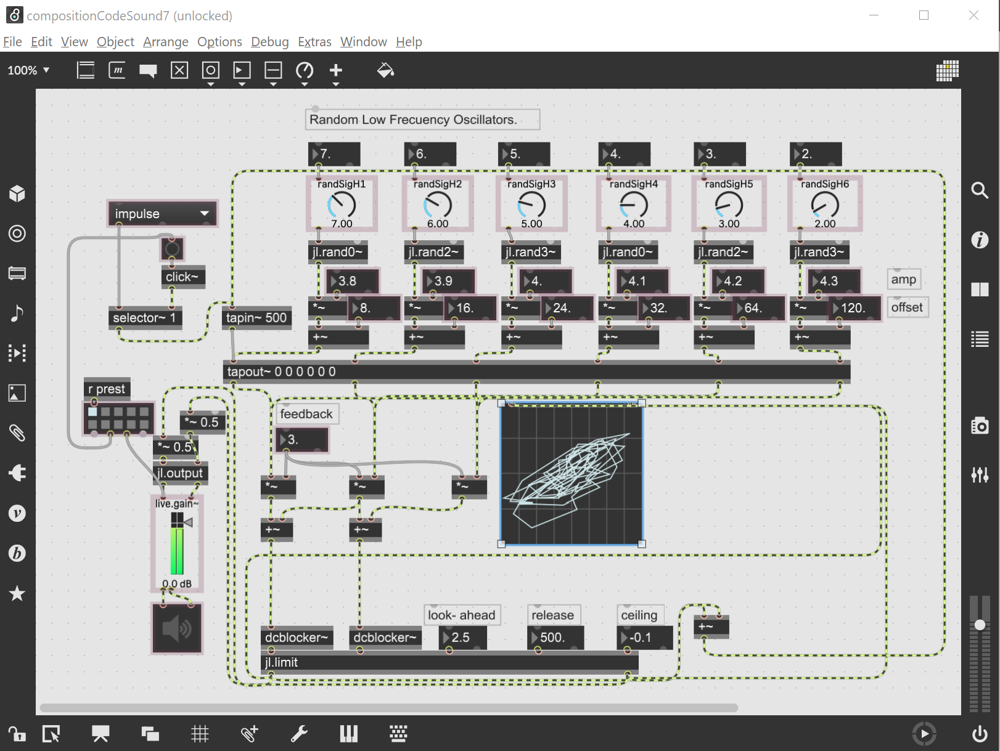 compositionCodeSound7 (unlocked)
File Edit View Object Arrange Options Debug Extras Window Help
100%
m
Random Low Frecuency Oscillators.
7. 6. 5. 4. 3. 2.
randSigH1 randSigH2 randSigH3 randSigH4 randSigH5 randSigH6
7.00 6.00 5.00 4.00 3.00 2.00
impulse
jl.rand0~ jl.rand2~ jl.rand3~ jl.rand0~ jl.rand2~ jl.rand3~
click~
3.8 3.9 4. 4.1 4.2 4.3 amp
*~ 8. *~ 16. *~ 24. *~ 32. *~ 64. *~ 120. offset
selector~ 1 tapin~ 500
+~ +~ +~ +~ +~ +~
tapout~ 0 0 0 0 0 0
r prest
feedback
*~ 0.5
3.
*~ 0.5
jl.output
*~ *~ *~
live.gain~
+~ +~
0.0 dB
look- ahead release ceiling
+~
dcblocker~ dcblocker~ 2.5 500. -0.1
jl.limit
i
v
b